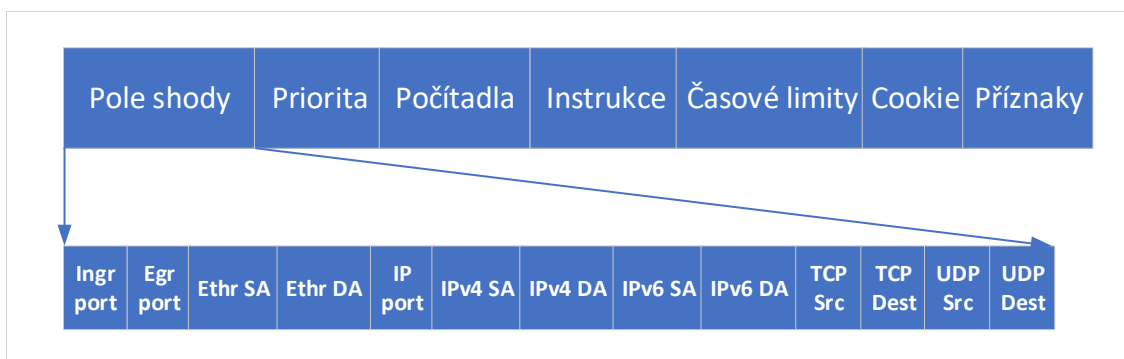 Pole shody Priorita Počítadla Instrukce Časové limity Cookie Příznaky
Ingr port Egr port Ethr SA Ethr DA IP port IPv4 SA IPv4 DA IPv6 SA IPv6 DA TCP Src TCP Dest UDP Src UDP Dest